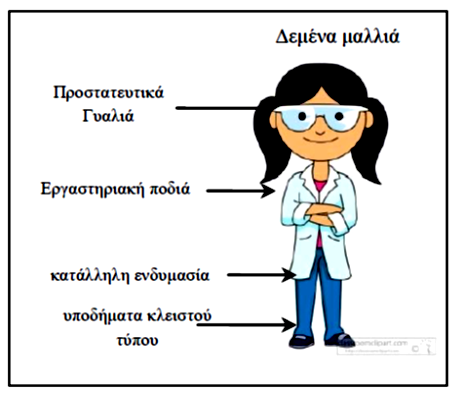 Δεμένα μαλλιά
Προστατευτικά
Γυαλιά
Εργαστηριακή ποδιά
κατάλληλη ενδυμασία
υποδήματα κλειστού
τύπου